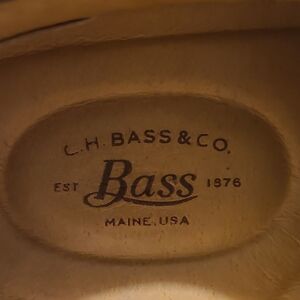 G.H. BASS & CO.
EST Bass 1876
MAINE, USA